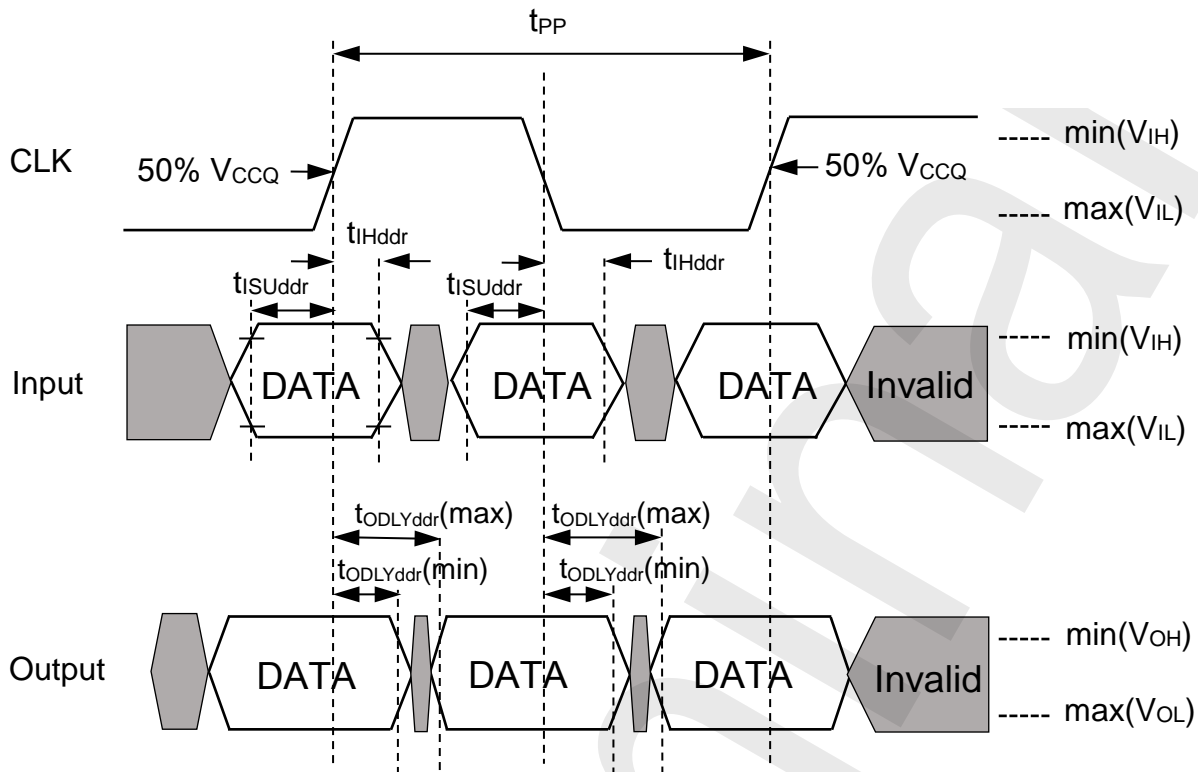 tPP
CLK
50% VCCQ
50% VCCQ
min(VIH)
max(VIL)
tIHddr
tIHddr
tISUddr
tISUddr
Input
DATA
DATA
DATA
Invalid
min(VIH)
max(VIL)
tODLYddr(max)
tODLYddr(max)
tODLYddr(min)
tODLYddr(min)
Output
DATA
DATA
DATA
Invalid
min(VOH)
max(VOL)